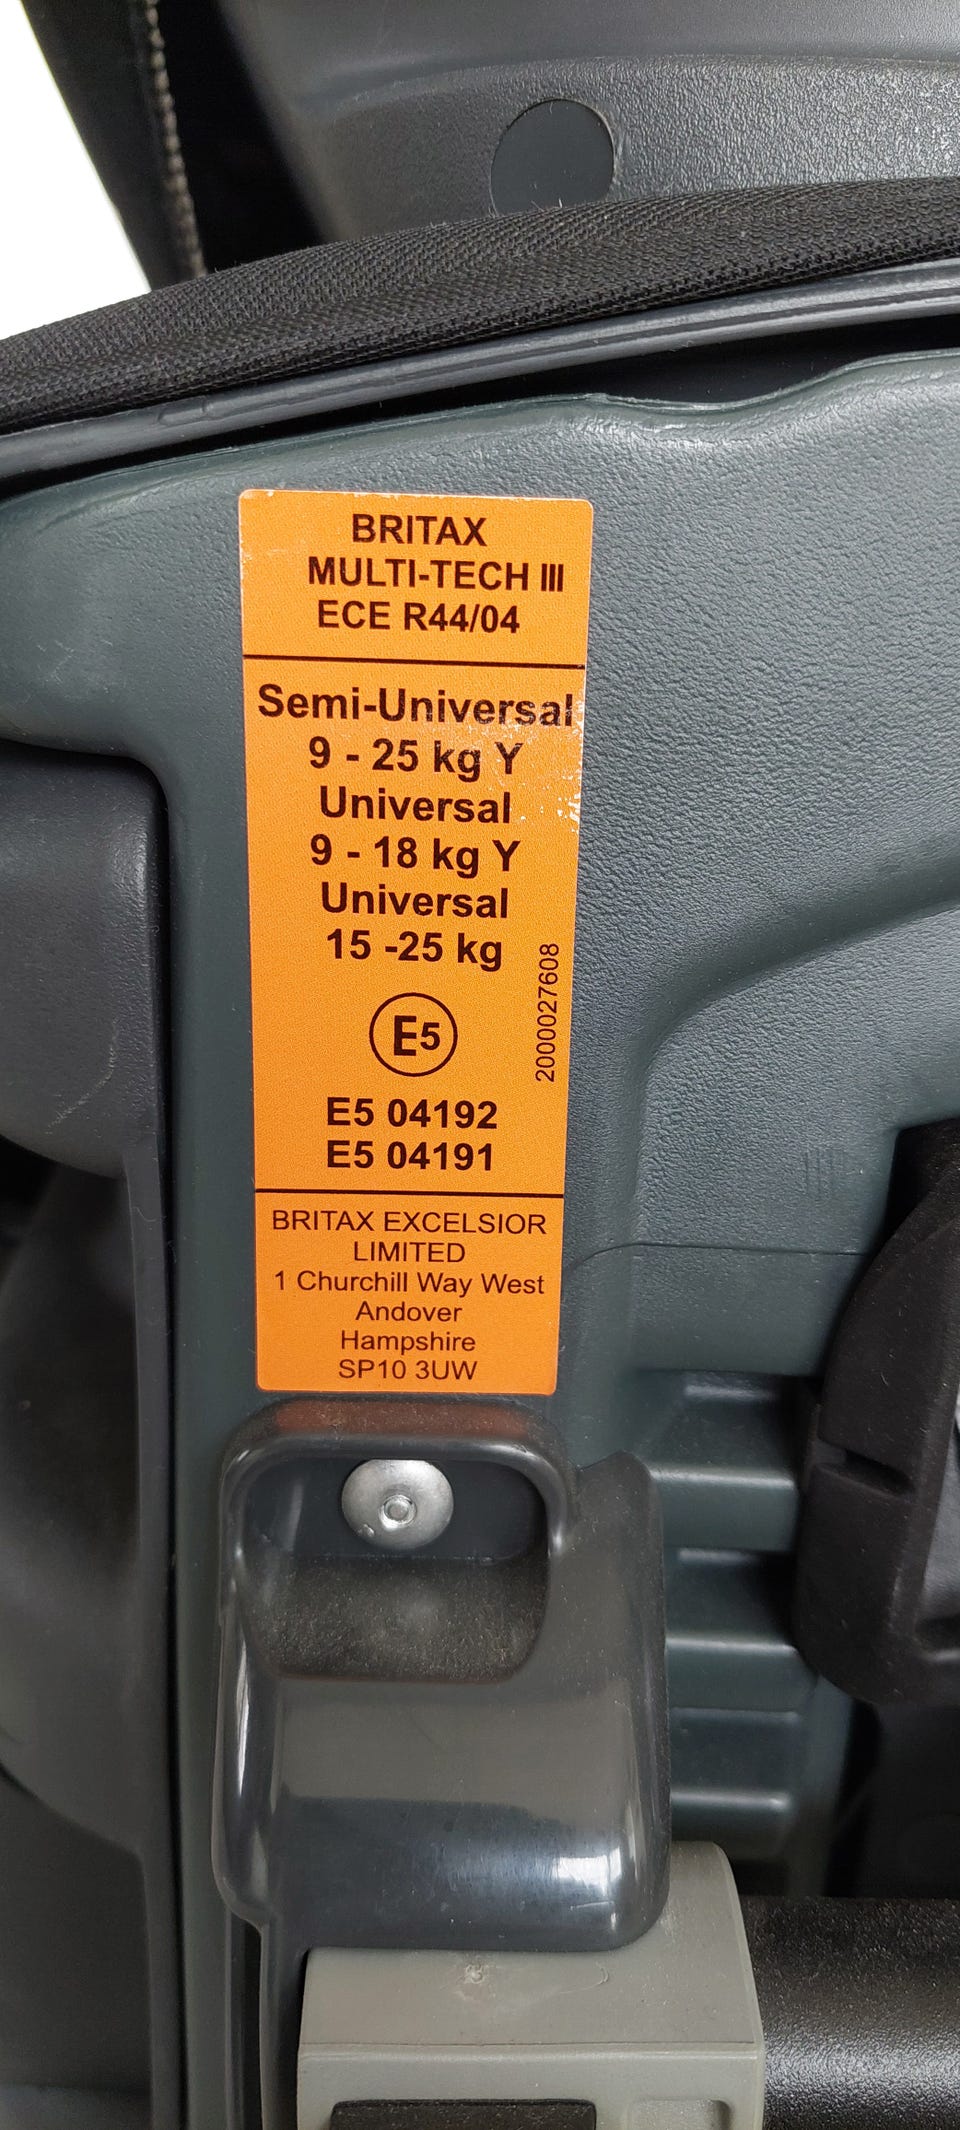 BRITAX
MULTI-TECH III
ECE R44/04
Semi-Universal
9 - 25 kg Y
Universal
9 - 18 kg Y
Universal
15 -25 kg
2000027608
E5
E5 04192
E5 04191
BRITAX EXCELSIOR
LIMITED
1 Churchill Way West
Andover
Hampshire
SP10 3UW